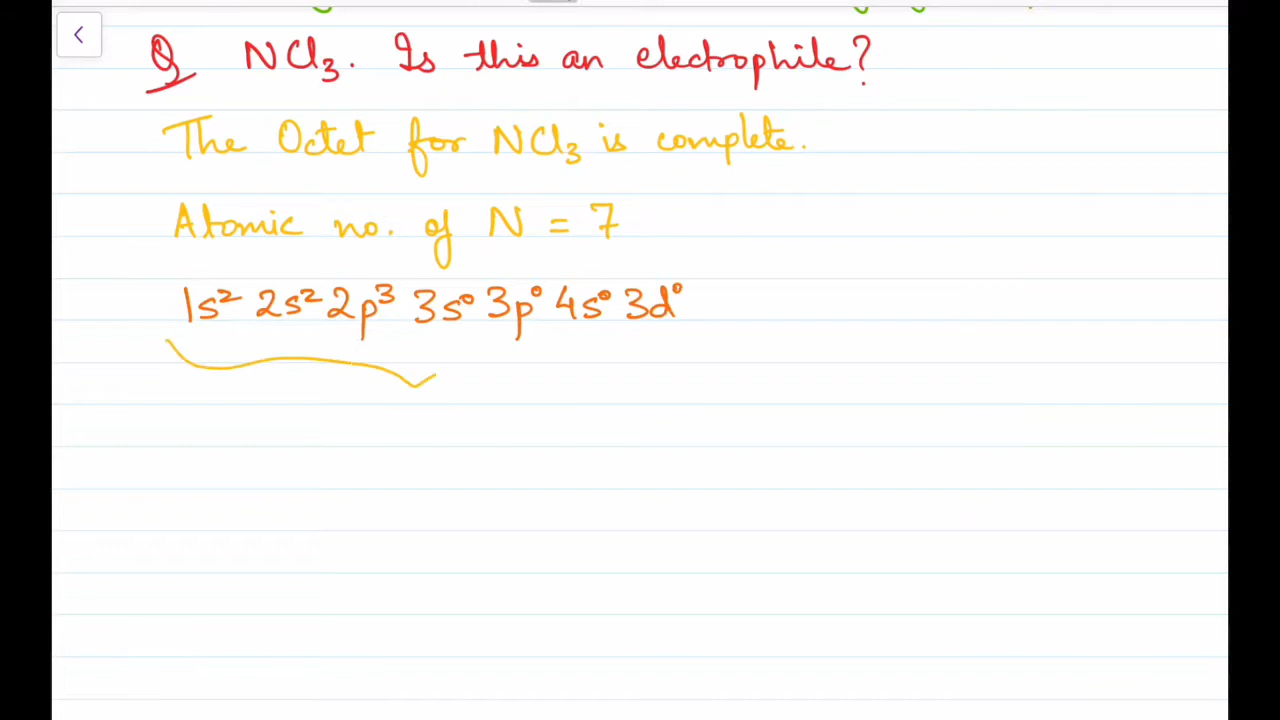 Q NCl₃. Is this an electrophile?
The Octet for NCl₃ is complete.
Atomic no. of N = 7
1s² 2s² 2p³ 3s⁰ 3p⁰ 4s⁰ 3d⁰